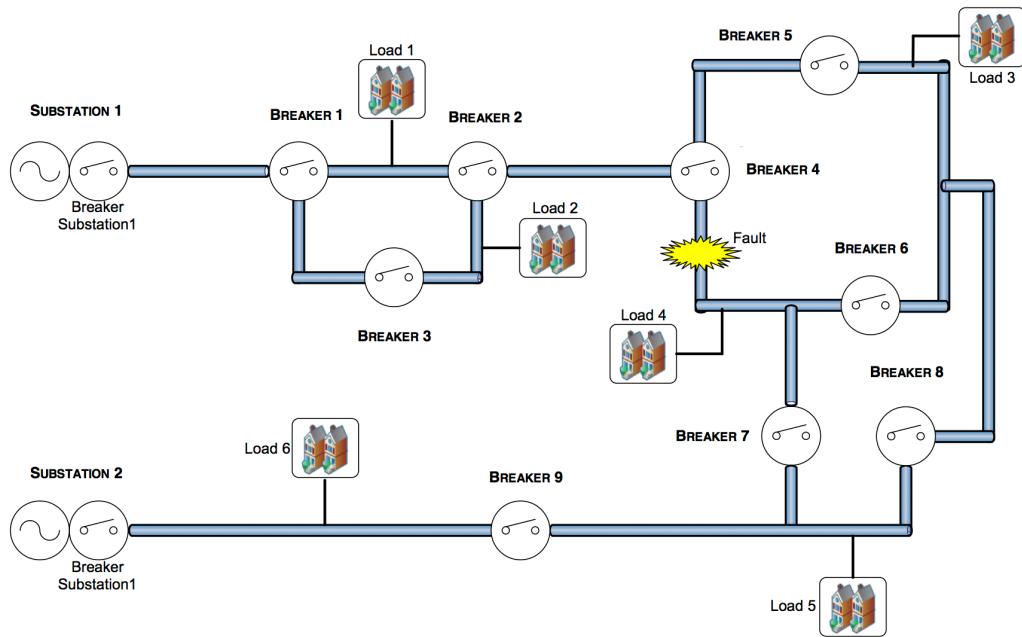 BREAKER 5
Load 3
Load 1
SUBSTATION 1
BREAKER 1
BREAKER 2
BREAKER 4
Breaker
Substation1
Load 2
Fault
BREAKER 6
BREAKER 3
Load 4
BREAKER 8
Load 6
BREAKER 7
SUBSTATION 2
BREAKER 9
Breaker
Substation1
Load 5